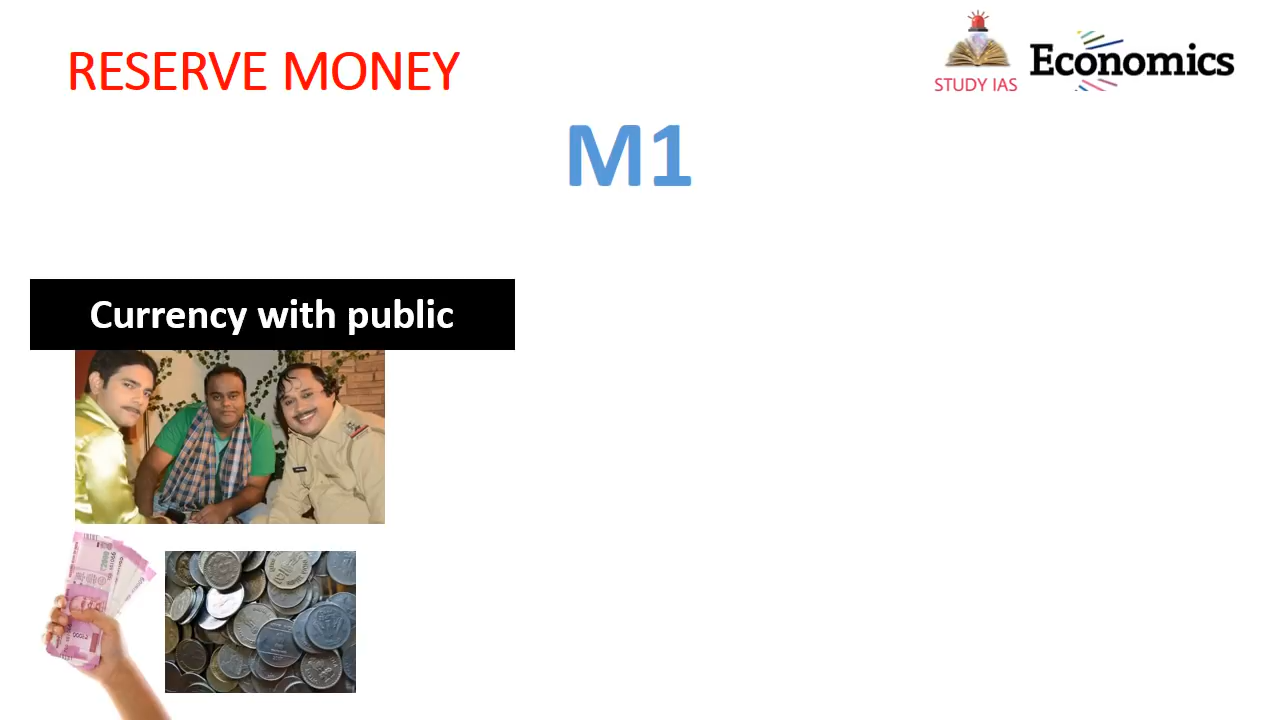 RESERVE MONEY
STUDY IAS
Economics
M1
Currency with public